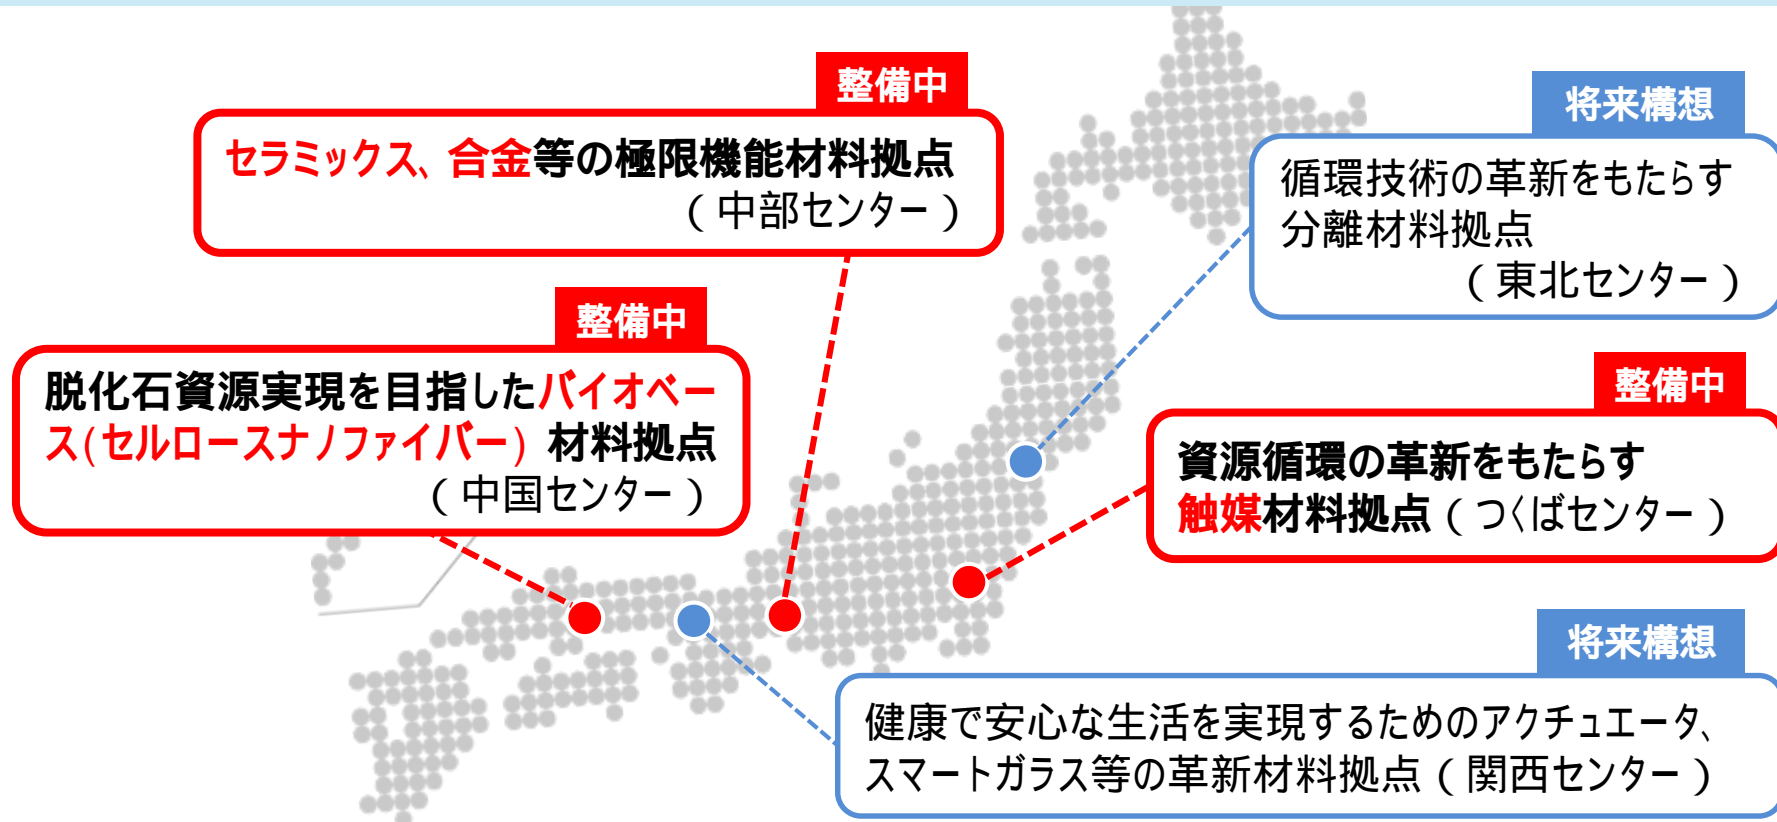 整備中
セラミックス、合金等の極限機能材料拠点
(中部センター)
将来構想
循環技術の革新をもたらす
分離材料拠点
(東北センター)
整備中
脱化石資源実現を目指したバイオベー
ス(セルロースナノファイバー) 材料拠点
(中国センター)
整備中
資源循環の革新をもたらす
触媒材料拠点(つくばセンター)
将来構想
健康で安心な生活を実現するためのアクチュエータ、
スマートガラス等の革新材料拠点(関西センター)